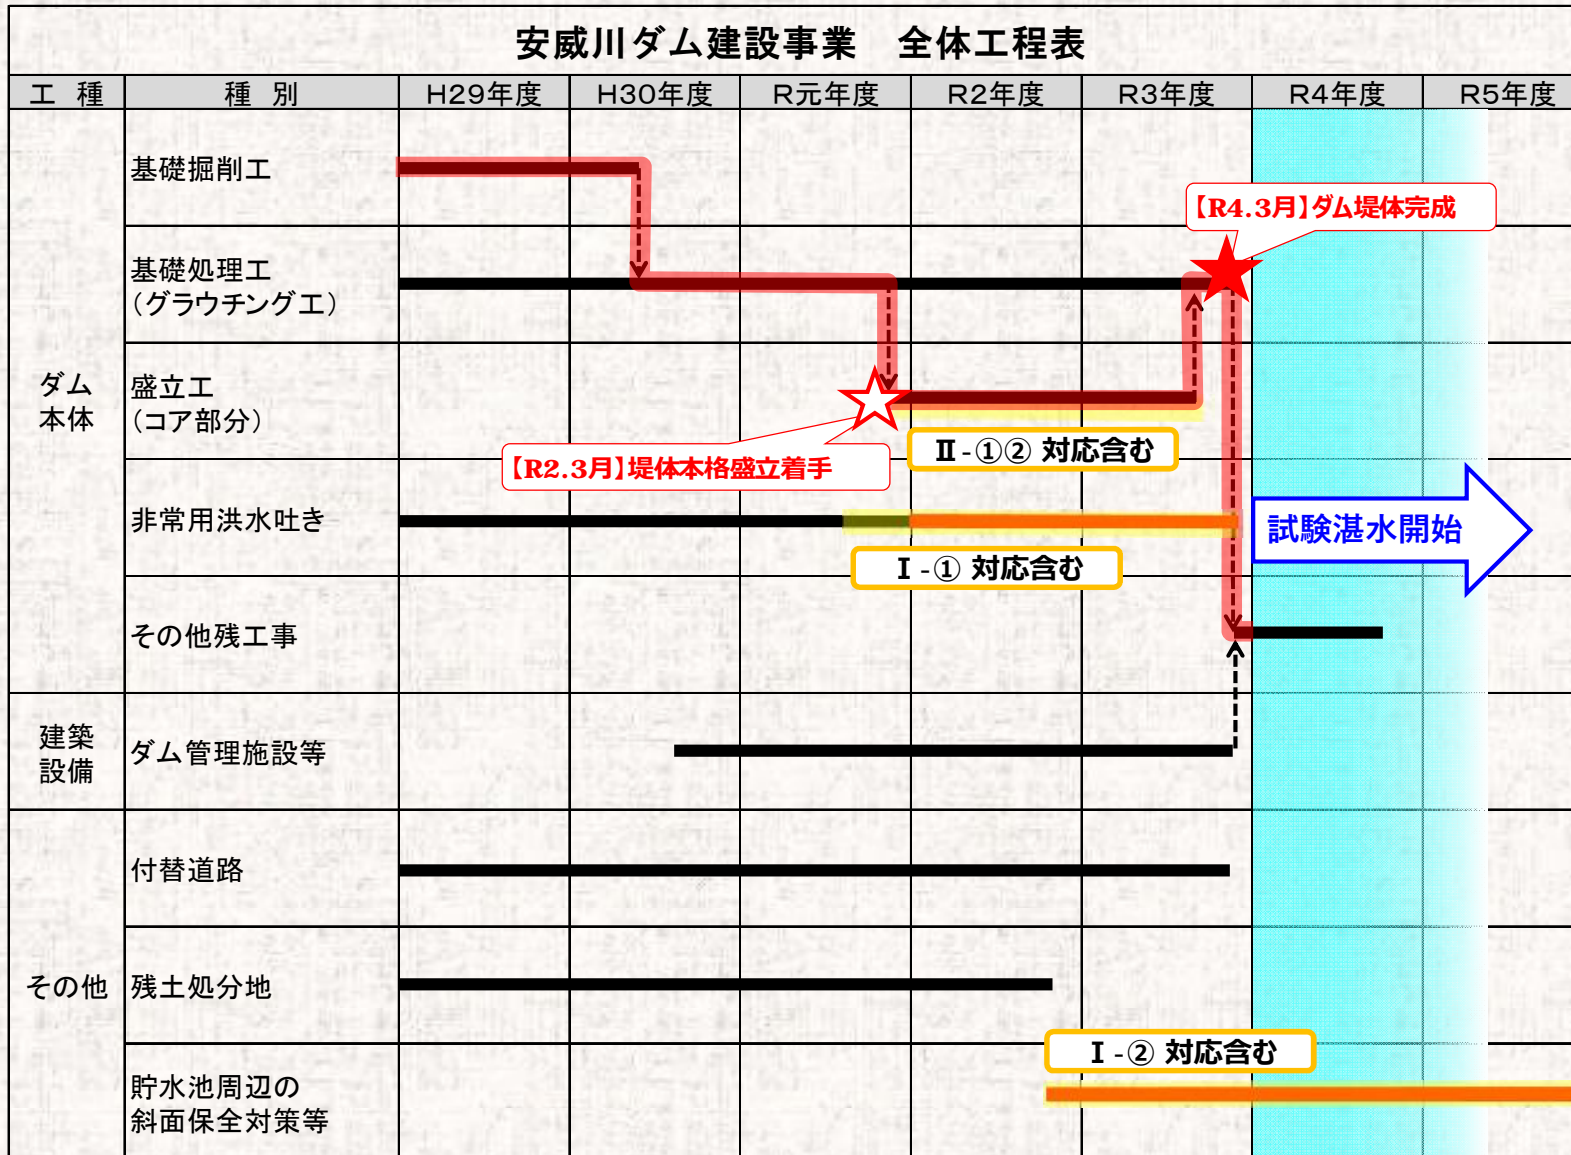 安威川ダム建設事業　全体工程表
工 種
種 別
H29年度
H30年度
R元年度
R2年度
R3年度
R4年度
R5年度
ダム
本体
基礎掘削工
【R4.3月】ダム堤体完成
基礎処理工
（グラウチング工）
盛立工
（コア部分）
【R2.3月】堤体本格盛立着手
Ⅱ-①② 対応含む
非常用洪水吐き
Ⅰ-① 対応含む
試験湛水開始
その他残工事
建築
設備
ダム管理施設等
その他
付替道路
残土処分地
Ⅰ-② 対応含む
貯水池周辺の
斜面保全対策等